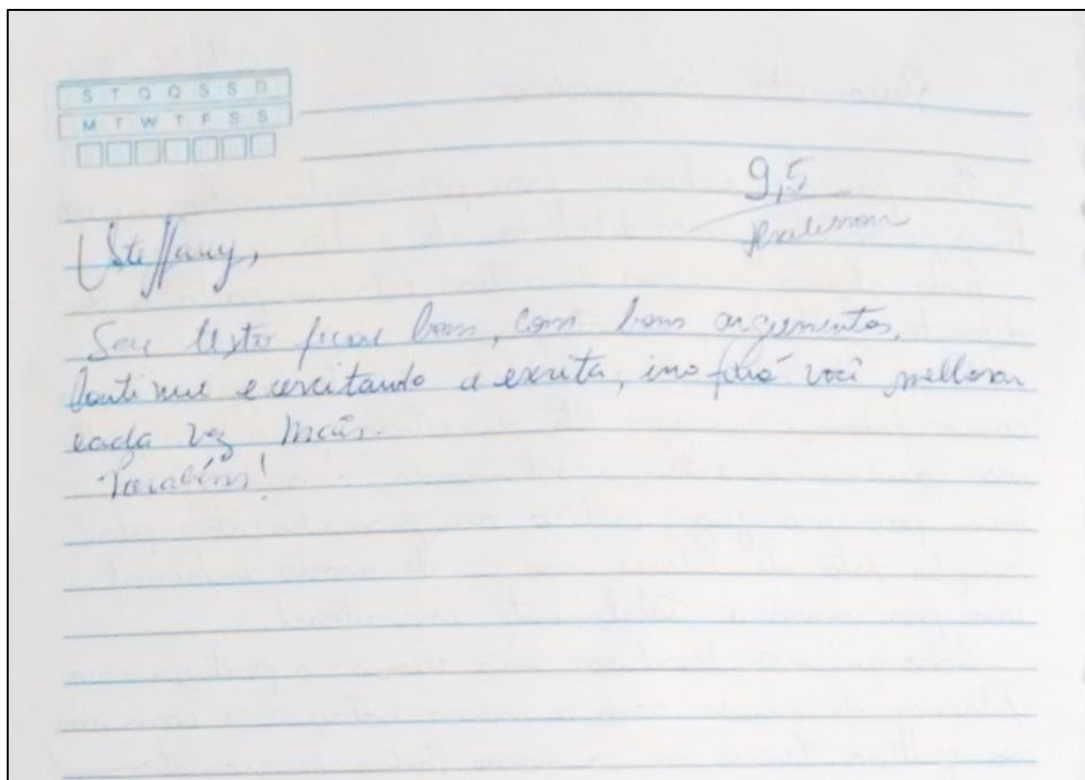 S T Q Q S S D
M T W T F S S
9,5
Steffany,
Seu texto ficou bom, com bons argumentos.
Continue exercitando a escrita, isso fará você melhorar
cada vez mais.
Parabéns!